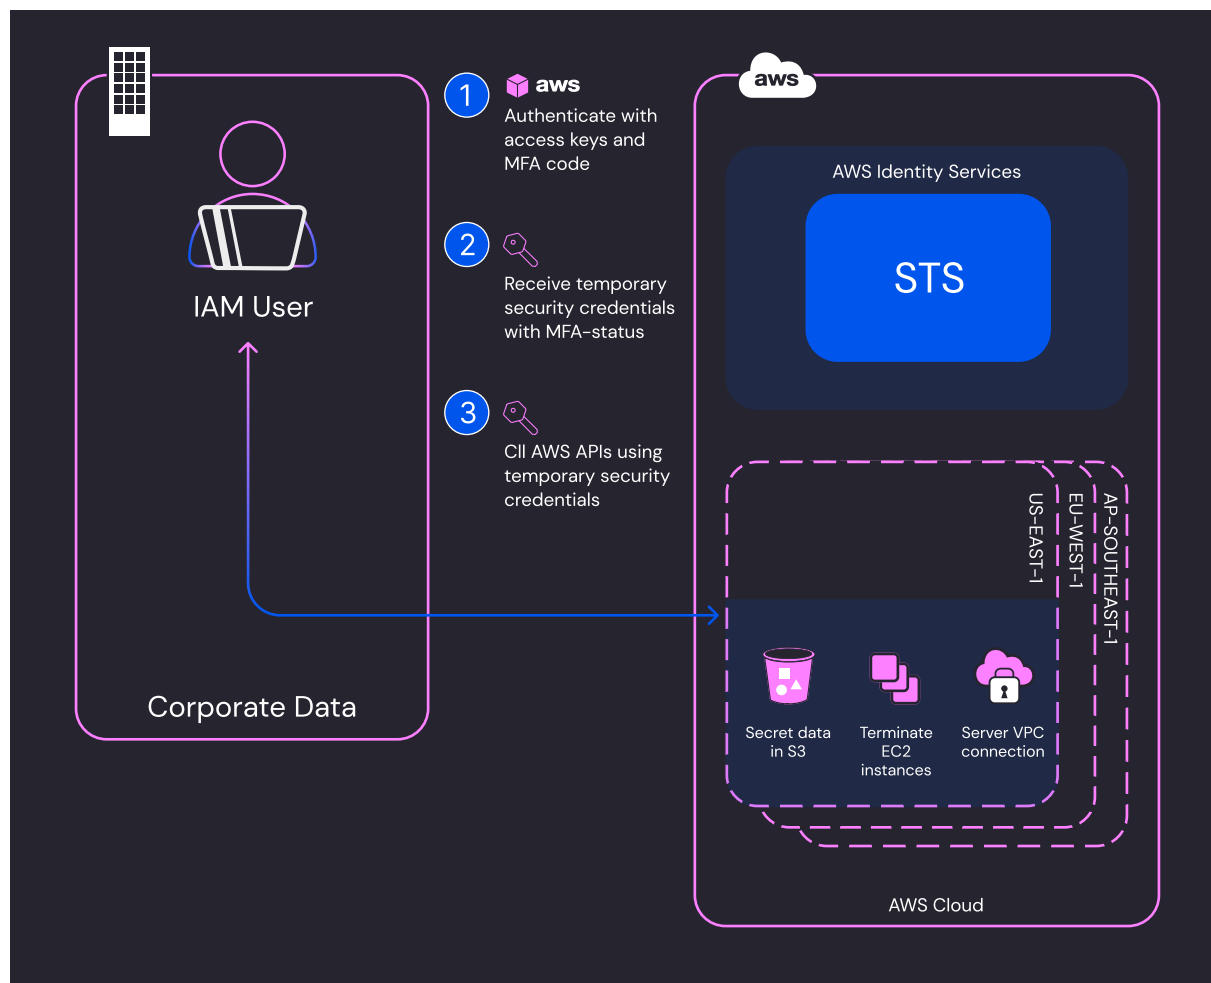 IAM User
Corporate Data
1
aws
Authenticate with
access keys and
MFA code
2
Receive temporary
security credentials
with MFA-status
3
Cll AWS APIs using
temporary security
credentials
aws
AWS Identity Services
STS
US-EAST-1
EU-WEST-1
AP-SOUTHEAST-1
Secret data
in S3
Terminate
EC2
instances
Server VPC
connection
AWS Cloud